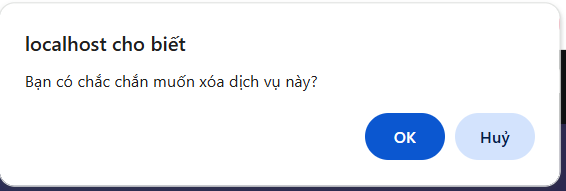 localhost cho biết
Bạn có chắc chắn muốn xóa dịch vụ này?
OK
Huỷ